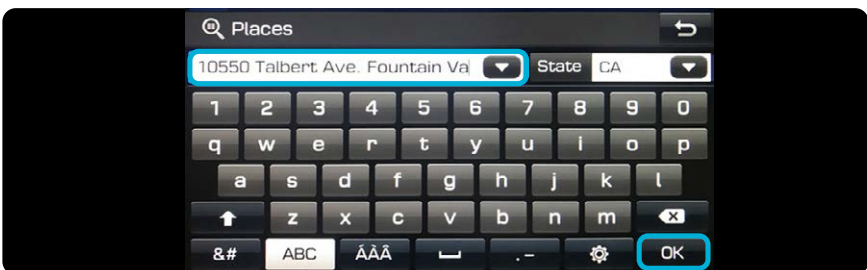 Places
10550 Talbert Ave. Fountain Va State CA
1 2 3 4 5 6 7 8 9 0
q w e r t y u i o p
a s d f g h j k l
z x c v b n m
&# ABC ÁÀÂ .- OK